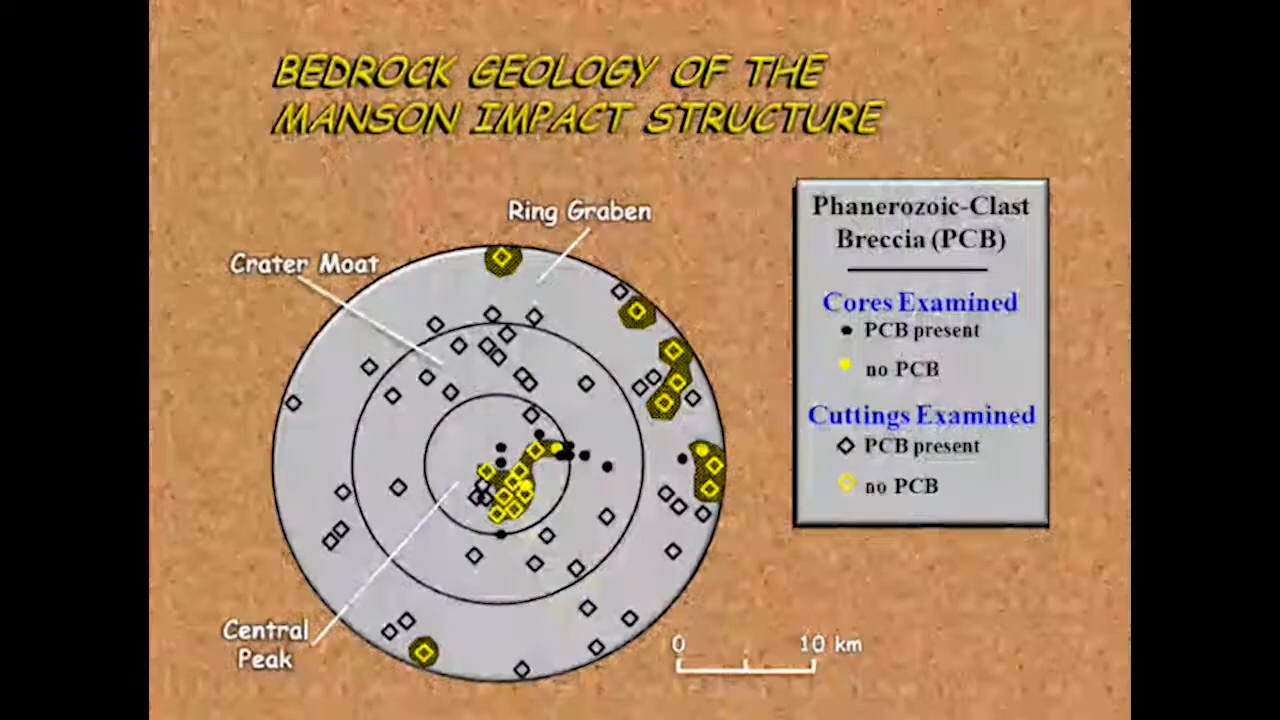 BEDROCK GEOLOGY OF THE
MANSON IMPACT STRUCTURE
Ring Graben
Crater Moat
Central
Peak
0 10 km
Phanerozoic-Clast
Breccia (PCB)
Cores Examined
PCB present
no PCB
Cuttings Examined
PCB present
no PCB